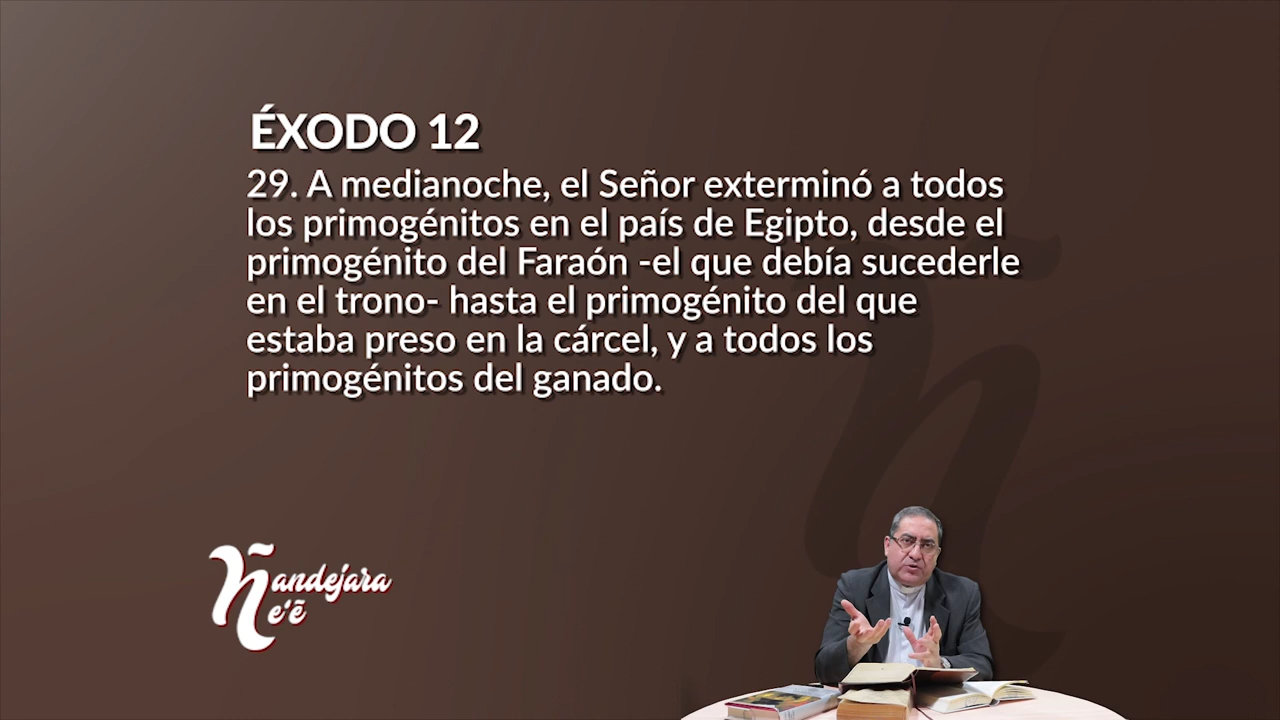 ÉXODO 12
29. A medianoche, el Señor exterminó a todos
los primogénitos en el país de Egipto, desde el
primogénito del Faraón -el que debía sucederle
en el trono- hasta el primogénito del que
estaba preso en la cárcel, y a todos los
primogénitos del ganado.
Ñandejara
Ñe'ẽ